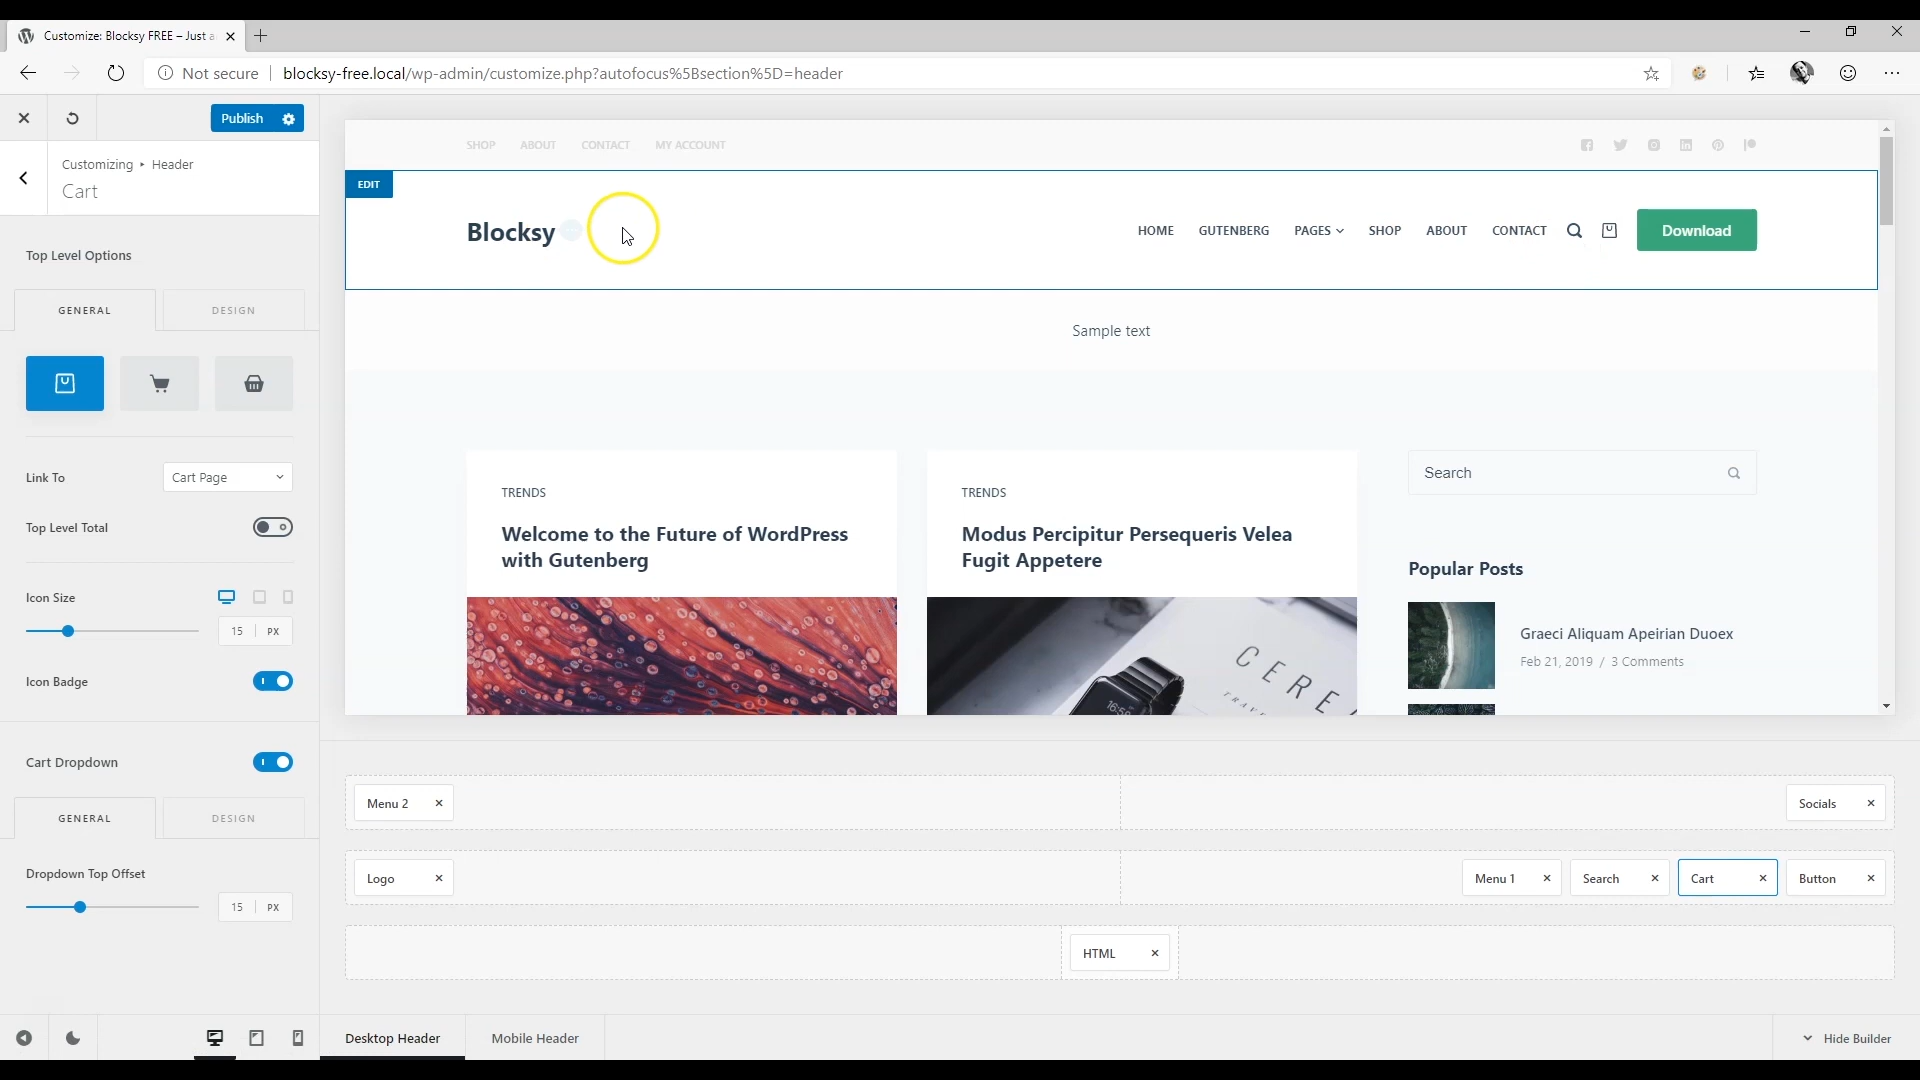 Customize: Blocksy FREE – Just a
Not secure
blocksy-free.local/wp-admin/customize.php?autofocus%5Bsection%5D=header
Publish
Customizing ▸ Header
Cart
Top Level Options
GENERAL
DESIGN
Link To
Cart Page
Top Level Total
Icon Size
15 PX
Icon Badge
Cart Dropdown
GENERAL
DESIGN
Dropdown Top Offset
15 PX
SHOP ABOUT CONTACT MY ACCOUNT
EDIT
Blocksy
HOME GUTENBERG PAGES SHOP ABOUT CONTACT
Download
Sample text
TRENDS
Welcome to the Future of WordPress
with Gutenberg
TRENDS
Modus Percipitur Persequeris Velea
Fugit Appetere
CERE
16:59
Search
Popular Posts
Graeci Aliquam Apeirian Duoex
Feb 21, 2019 / 3 Comments
Menu 2
Socials
Logo
Menu 1
Search
Cart
Button
HTML
Desktop Header
Mobile Header
Hide Builder